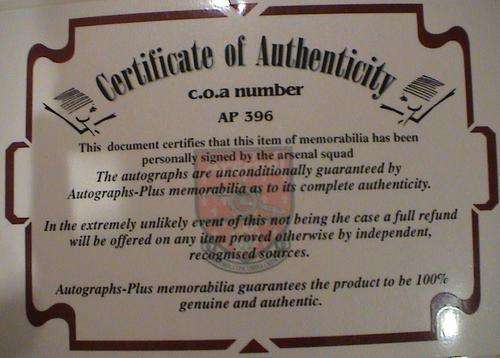 Certificate of Authenticity
c.o.a number
AP 396
This document certifies that this item of memorabilia has been
personally signed by the arsenal squad
The autographs are unconditionally guaranteed by
Autographs-Plus memorabilia as to its complete authenticity.
In the extremely unlikely event of this not being the case a full refund
will be offered on any item proved otherwise by independent,
recognised sources.
Autographs-Plus memorabilia guarantees the product to be 100%
genuine and authentic.